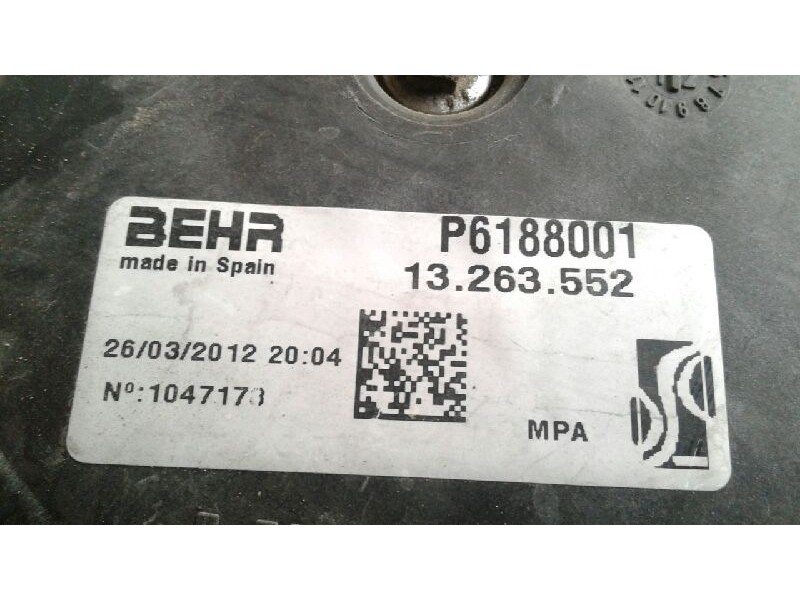 BEHR
made in Spain
P6188001
13.263.552
26/03/2012 20:04
Nº:1047173
MPA